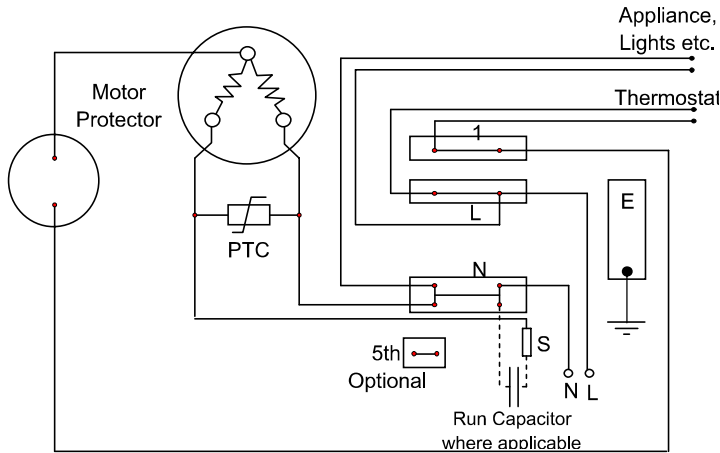 Appliance,
Lights etc.
Motor
Protector
Thermostat
1
L
E
PTC
N
S
5th
Optional
N L
Run Capacitor
where applicable